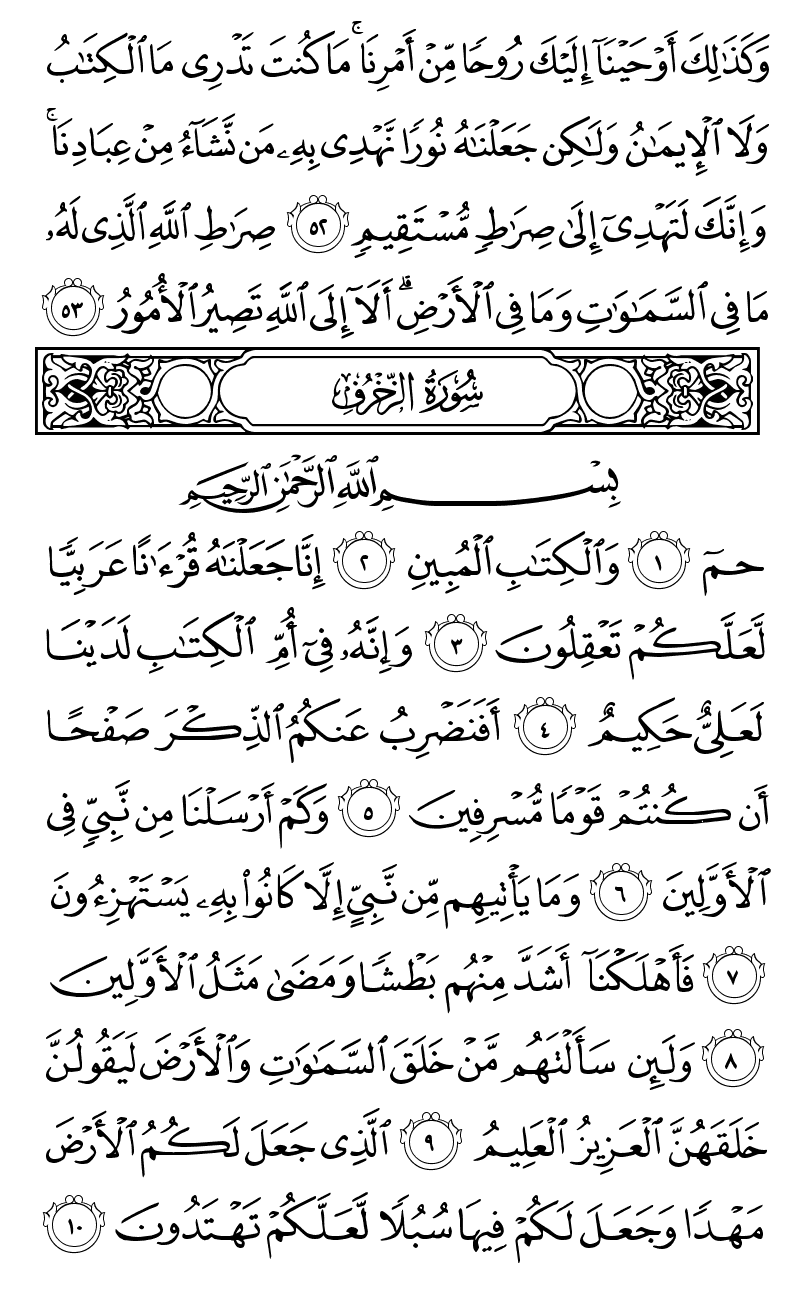 وَكَذَٰلِكَ أَوْحَيْنَآ إِلَيْكَ رُوحًا مِّنْ أَمْرِنَا ۚ مَا كُنتَ تَدْرِى مَا ٱلْكِتَٰبُ
وَلَا ٱلْإِيمَٰنُ وَلَٰكِن جَعَلْنَٰهُ نُورًا نَّهْدِى بِهِۦ مَن نَّشَآءُ مِنْ عِبَادِنَا ۚ
وَإِنَّكَ لَتَهْدِىٓ إِلَىٰ صِرَٰطٍ مُّسْتَقِيمٍ ٥٢ صِرَٰطِ ٱللَّهِ ٱلَّذِى لَهُۥ
مَا فِى ٱلسَّمَٰوَٰتِ وَمَا فِى ٱلْأَرْضِ ۗ أَلَآ إِلَى ٱللَّهِ تَصِيرُ ٱلْأُمُورُ ٥٣
سُورَةُ الزُّخْرُفِ
بِسْمِ ٱللَّهِ ٱلرَّحْمَٰنِ ٱلرَّحِيمِ
حمٓ ١ وَٱلْكِتَٰبِ ٱلْمُبِينِ ٢ إِنَّا جَعَلْنَٰهُ قُرْءَٰنًا عَرَبِيًّا
لَّعَلَّكُمْ تَعْقِلُونَ ٣ وَإِنَّهُۥ فِىٓ أُمِّ ٱلْكِتَٰبِ لَدَيْنَا
لَعَلِىٌّ حَكِيمٌ ٤ أَفَنَضْرِبُ عَنكُمُ ٱلذِّكْرَ صَفْحًا
أَن كُنتُمْ قَوْمًا مُّسْرِفِينَ ٥ وَكَمْ أَرْسَلْنَا مِن نَّبِىٍّ فِى
ٱلْأَوَّلِينَ ٦ وَمَا يَأْتِيهِم مِّن نَّبِىٍّ إِلَّا كَانُوا۟ بِهِۦ يَسْتَهْزِءُونَ
٧ فَأَهْلَكْنَآ أَشَدَّ مِنْهُم بَطْشًا وَمَضَىٰ مَثَلُ ٱلْأَوَّلِينَ
٨ وَلَئِن سَأَلْتَهُم مَّنْ خَلَقَ ٱلسَّمَٰوَٰتِ وَٱلْأَرْضَ لَيَقُولُنَّ
خَلَقَهُنَّ ٱلْعَزِيزُ ٱلْعَلِيمُ ٩ ٱلَّذِى جَعَلَ لَكُمُ ٱلْأَرْضَ
مَهْدًا وَجَعَلَ لَكُمْ فِيهَا سُبُلًا لَّعَلَّكُمْ تَهْتَدُونَ ١٠